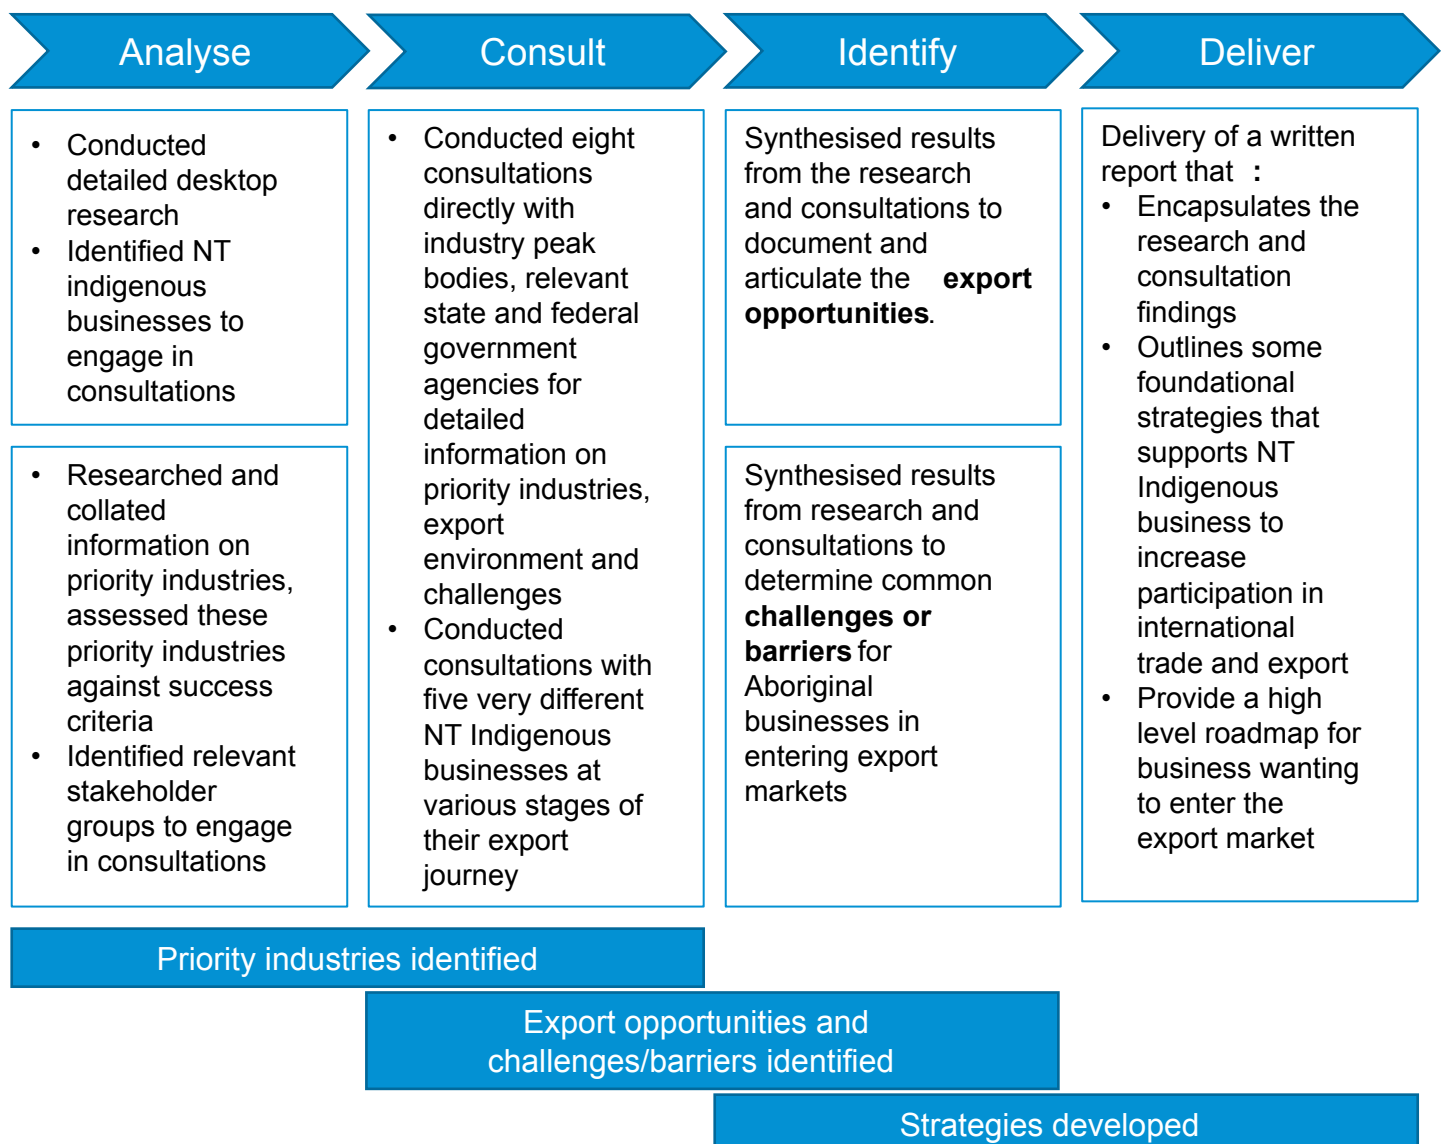 Analyse
Consult
Identify
Deliver
• Conducted
detailed desktop
research
• Identified NT
indigenous
businesses to
engage in
consultations
• Researched and
collated
information on
priority industries,
assessed these
priority industries
against success
criteria
• Identified relevant
stakeholder
groups to engage
in consultations
• Conducted eight
consultations
directly with
industry peak
bodies, relevant
state and federal
government
agencies for
detailed
information on
priority industries,
export
environment and
challenges
• Conducted
consultations with
five very different
NT Indigenous
businesses at
various stages of
their export
journey
Synthesised results
from the research
and consultations to
document and
articulate the export
opportunities.
Synthesised results
from research and
consultations to
determine common
challenges or
barriers for
Aboriginal
businesses in
entering export
markets
Delivery of a written
report that :
• Encapsulates the
research and
consultation
findings
• Outlines some
foundational
strategies that
supports NT
Indigenous
business to
increase
participation in
international
trade and export
• Provide a high
level roadmap for
business wanting
to enter the
export market
Priority industries identified
Export opportunities and
challenges/barriers identified
Strategies developed